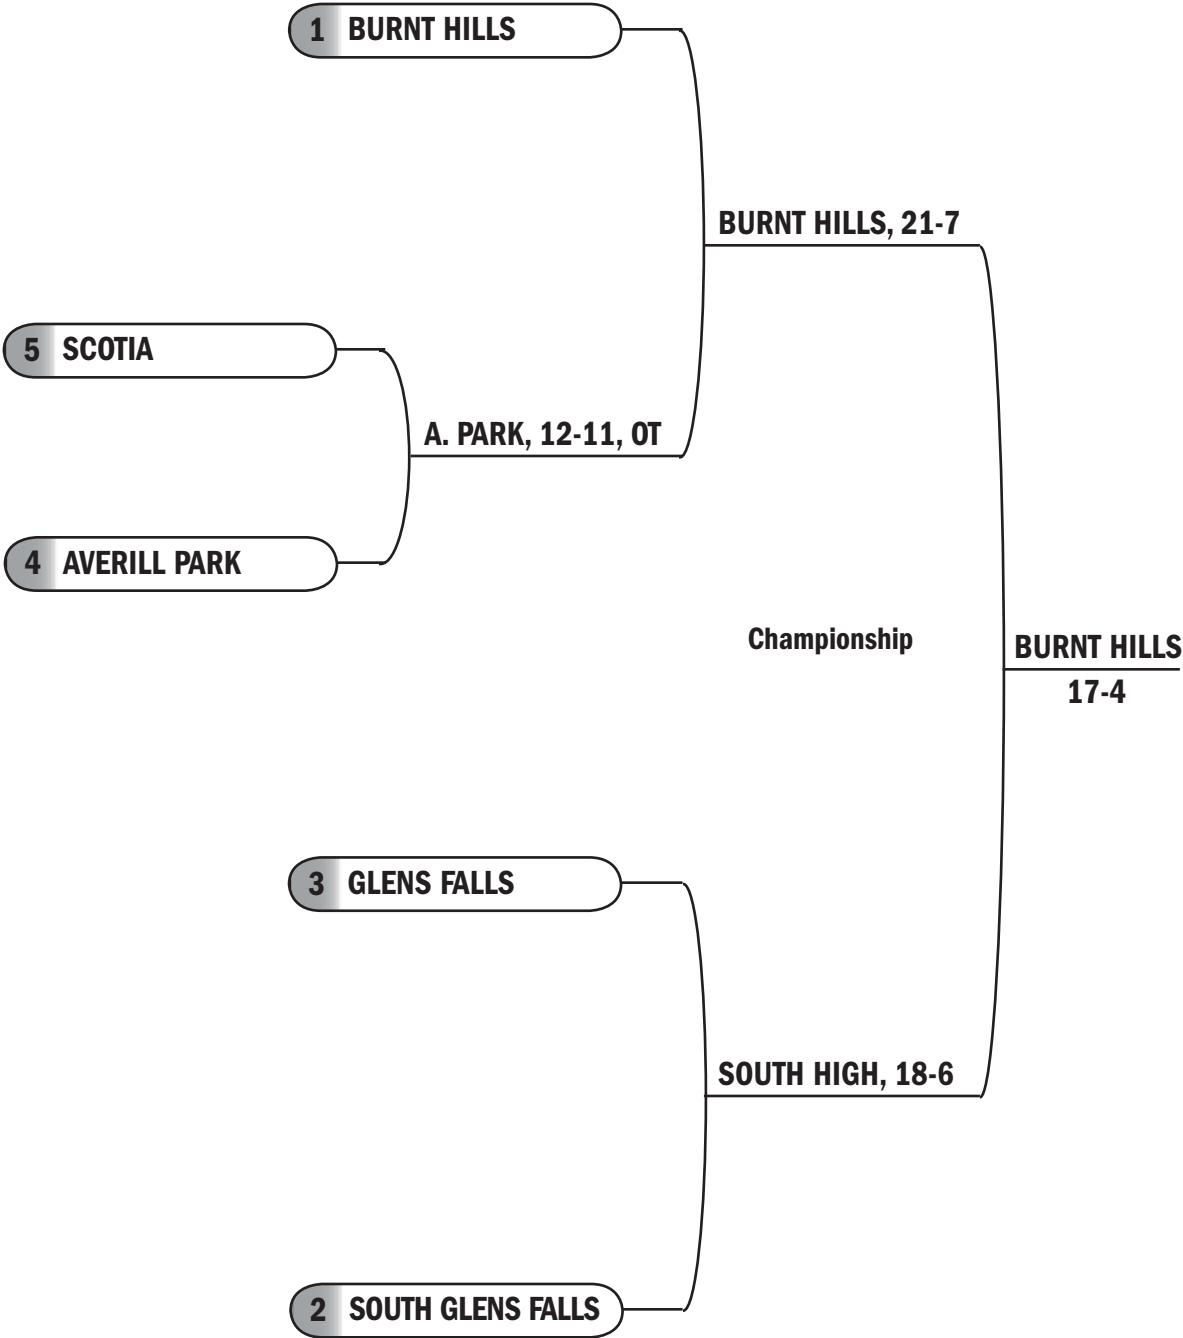 1 BURNT HILLS
BURNT HILLS, 21-7
5 SCOTIA
A. PARK, 12-11, OT
4 AVERILL PARK
Championship
BURNT HILLS
17-4
3 GLENS FALLS
SOUTH HIGH, 18-6
2 SOUTH GLENS FALLS